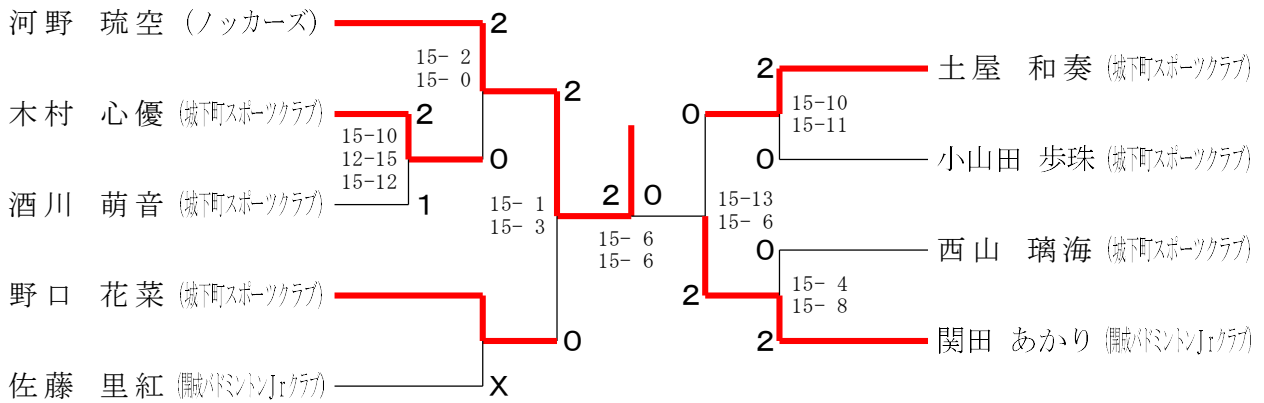 河野 琉空 (ノッカーズ)
2
15- 2
15- 0
2
木村 心優 (城下町スポーツクラブ)
2
15-10
12-15
15-12
0
酒川 萌音 (城下町スポーツクラブ)
1
15- 1
15- 3
野口 花菜 (城下町スポーツクラブ)
0
佐藤 里紅 (開成バドミントンJrクラブ)
X
2 0
15- 6
15- 6
2
土屋 和奏 (城下町スポーツクラブ)
0
15-10
15-11
0
小山田 歩珠 (城下町スポーツクラブ)
15-13
15- 6
0
西山 璃海 (城下町スポーツクラブ)
2
15- 4
15- 8
2
関田 あかり (開成バドミントンJrクラブ)